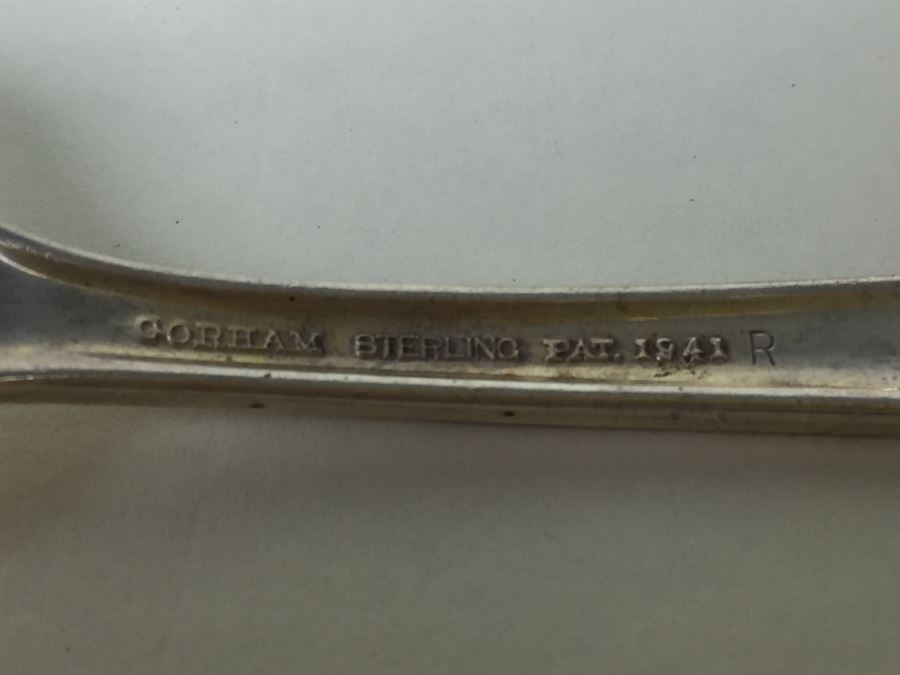 GORHAM STERLING PAT. 1941 R